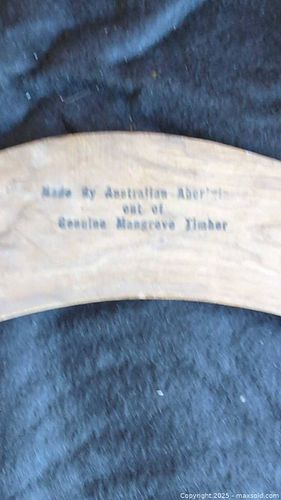 Made By Australian
out of
Genuine Mangrove Timber
Copyright 2025 - maxsold.com